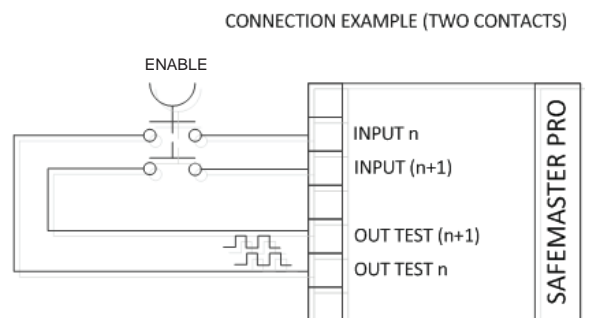 CONNECTION EXAMPLE (TWO CONTACTS)
ENABLE
INPUT n
INPUT (n+1)
OUT TEST (n+1)
OUT TEST n
SAFEMASTER PRO